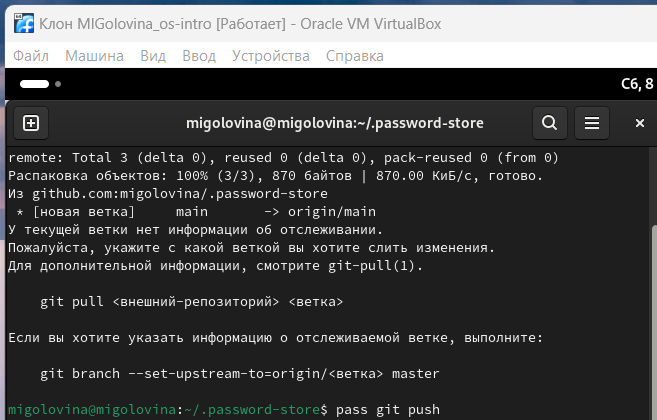 Клон MIGolovina_os-intro [Работает] - Oracle VM VirtualBox
Файл Машина Вид Ввод Устройства Справка
Сб, 8
migolovina@migolovina:~/.password-store
remote: Total 3 (delta 0), reused 0 (delta 0), pack-reused 0 (from 0)
Распаковка объектов: 100% (3/3), 870 байтов | 870.00 КиБ/с, готово.
Из github.com:migolovina/.password-store
 * [новая ветка]     main       -> origin/main
У текущей ветки нет информации об отслеживании.
Пожалуйста, укажите с какой веткой вы хотите слить изменения.
Для дополнительной информации, смотрите git-pull(1).
    git pull <внешний-репозиторий> <ветка>
Если вы хотите указать информацию о отслеживаемой ветке, выполните:
    git branch --set-upstream-to=origin/<ветка> master
migolovina@migolovina:~/.password-store$ pass git push